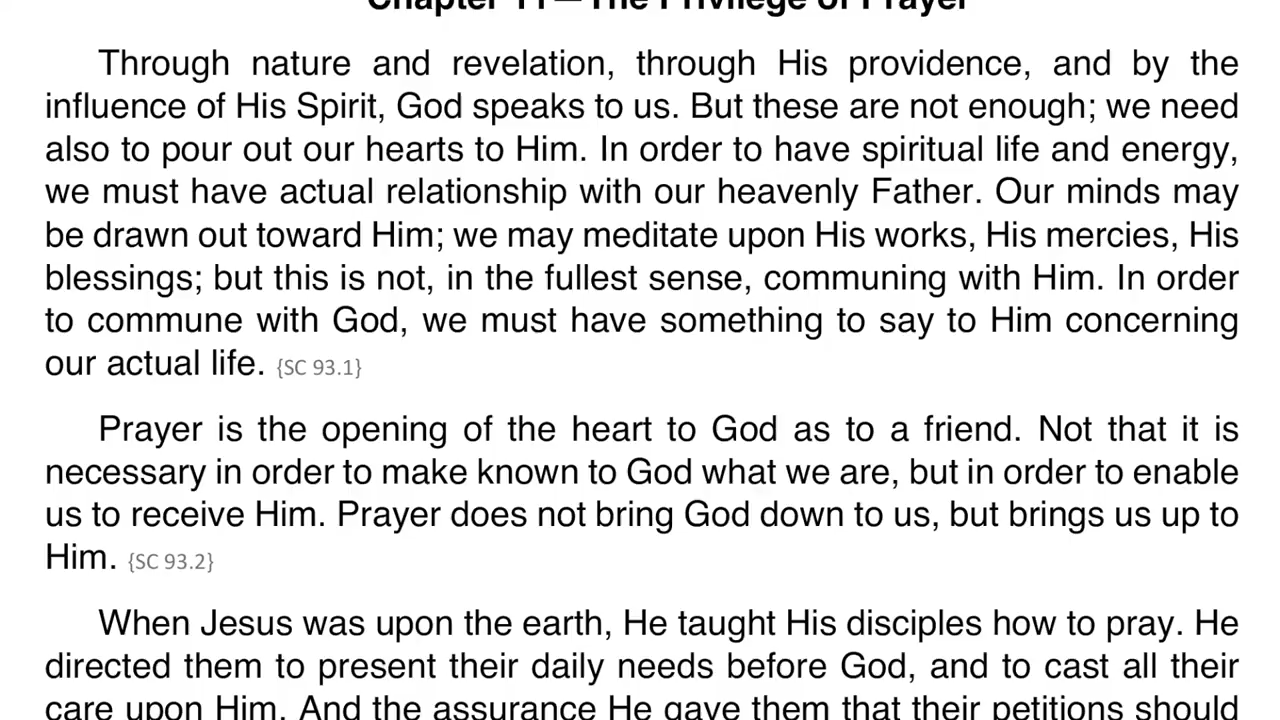 Chapter 11—The Privilege of Prayer
Through nature and revelation, through His providence, and by the
influence of His Spirit, God speaks to us. But these are not enough; we need
also to pour out our hearts to Him. In order to have spiritual life and energy,
we must have actual relationship with our heavenly Father. Our minds may
be drawn out toward Him; we may meditate upon His works, His mercies, His
blessings; but this is not, in the fullest sense, communing with Him. In order
to commune with God, we must have something to say to Him concerning
our actual life. {SC 93.1}
Prayer is the opening of the heart to God as to a friend. Not that it is
necessary in order to make known to God what we are, but in order to enable
us to receive Him. Prayer does not bring God down to us, but brings us up to
Him. {SC 93.2}
When Jesus was upon the earth, He taught His disciples how to pray. He
directed them to present their daily needs before God, and to cast all their
care upon Him. And the assurance He gave them that their petitions should